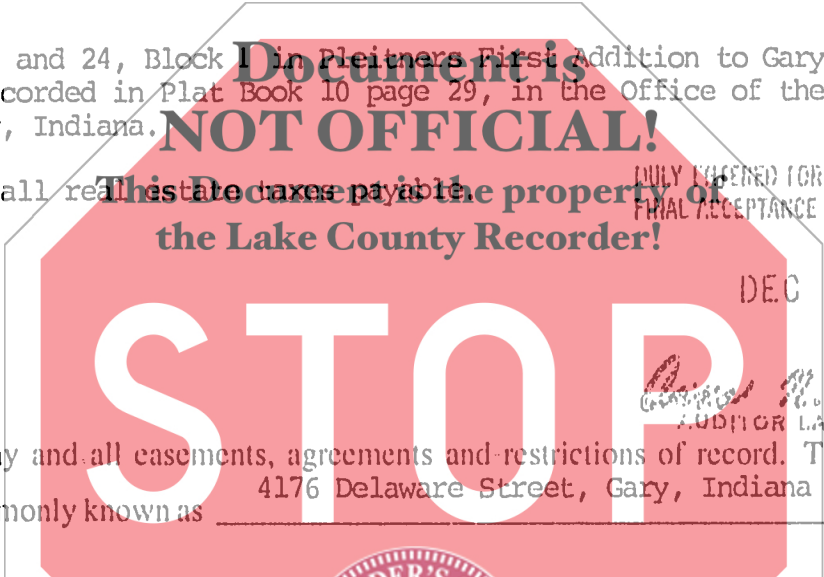 and 24, Block 1 in Pleitners First Addition to Gary
Document is
corded in Plat Book 10 page 29, in the Office of the
, Indiana.
NOT OFFICIAL!
all real estate taxes payable.
This Document is the property of
the Lake County Recorder!
DULY ENTERED FOR
FINAL ACCEPTANCE
DEC
STOP
AUDITOR LA
y and all easements, agreements and restrictions of record. T
4176 Delaware Street, Gary, Indiana
monly known as
DER'S